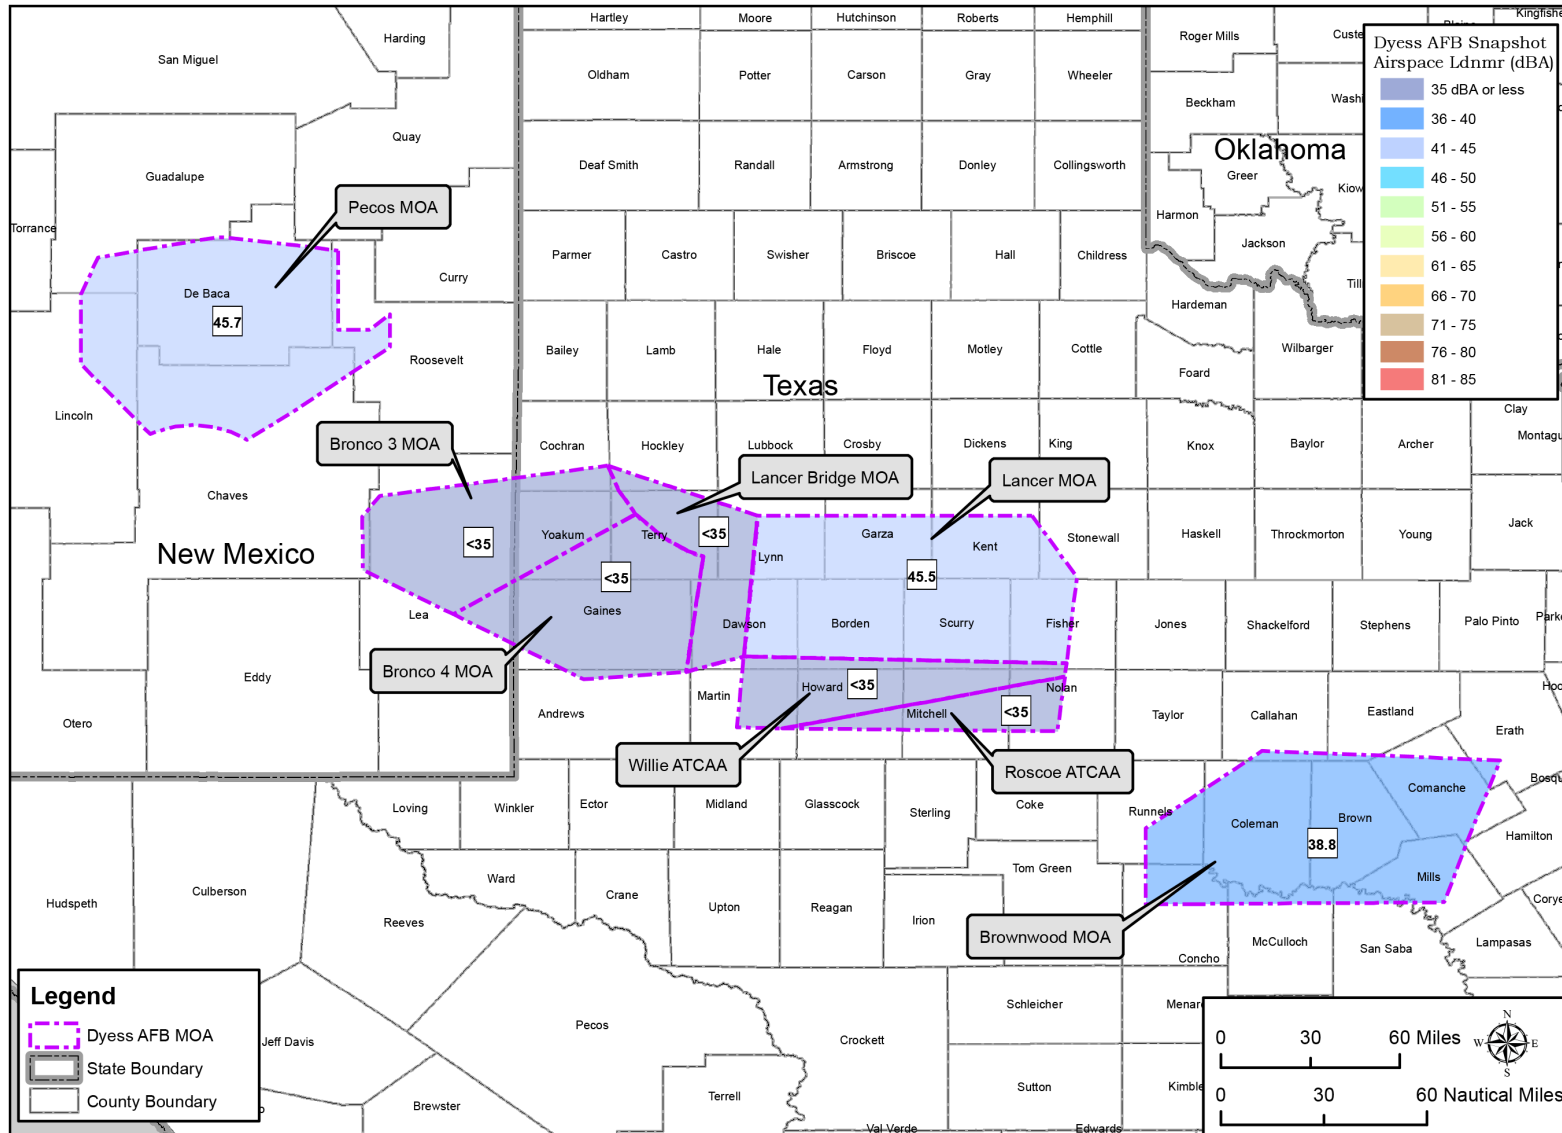 Hartley
Moore
Hutchinson
Roberts
Hemphill
Kingfishe
Harding
San Miguel
Roger Mills
Custe
Dyess AFB Snapshot
Airspace Ldnmr (dBA)
35 dBA or less
36 - 40
41 - 45
46 - 50
51 - 55
56 - 60
61 - 65
66 - 70
71 - 75
76 - 80
81 - 85
Oldham
Potter
Carson
Gray
Wheeler
Beckham
Washi
Quay
Oklahoma
Deaf Smith
Randall
Armstrong
Donley
Collingsworth
Guadalupe
Greer
Kiow
Pecos MOA
Harmon
Torrance
Jackson
Parmer
Castro
Swisher
Briscoe
Hall
Childress
Curry
Till
De Baca
45.7
Hardeman
Bailey
Lamb
Hale
Floyd
Motley
Cottle
Wilbarger
Roosevelt
Foard
Texas
Lincoln
Clay
Bronco 3 MOA
Cochran
Hockley
Lubbock
Crosby
Dickens
King
Knox
Baylor
Archer
Montagu
Lancer Bridge MOA
Lancer MOA
Chaves
New Mexico
<35
Yoakum
Terry
<35
Lynn
Garza
Kent
Stonewall
Haskell
Throckmorton
Young
Jack
<35
45.5
Lea
Gaines
Dawson
Borden
Scurry
Fisher
Jones
Shackelford
Stephens
Palo Pinto
Parke
Bronco 4 MOA
Eddy
Martin
Howard
<35
Nolan
Hoo
Otero
Andrews
Mitchell
<35
Taylor
Callahan
Eastland
Erath
Willie ATCAA
Roscoe ATCAA
Bosqu
Loving
Winkler
Ector
Midland
Glasscock
Sterling
Coke
Runnels
Coleman
Brown
Comanche
38.8
Hamilton
Tom Green
Mills
Ward
Crane
Culberson
Hudspeth
Reeves
Upton
Reagan
Irion
Corye
Brownwood MOA
McCulloch
San Saba
Lampasas
Concho
Legend
Dyess AFB MOA
State Boundary
County Boundary
Schleicher
Menar
Pecos
Jeff Davis
Crockett
0 30 60 Miles
N
W E
S
0 30 60 Nautical Miles
Sutton
Kimble
Terrell
Brewster
Val Verde
Edwards